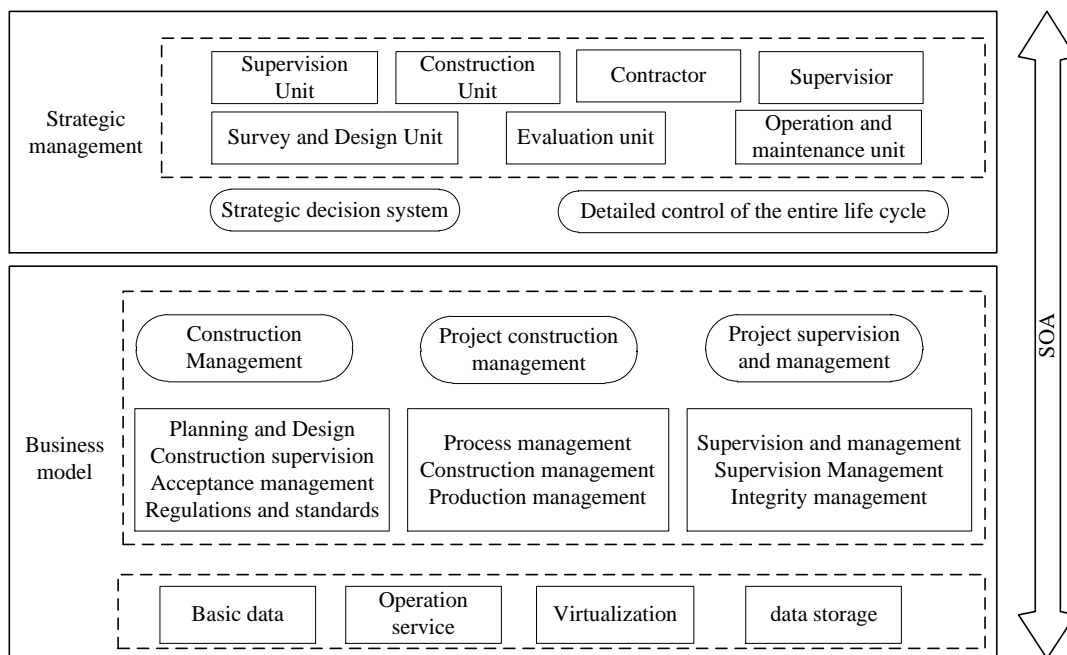 Strategic
management
Supervision
Unit
Construction
Unit
Contractor
Supervisior
Survey and Design Unit
Evaluation unit
Operation and
maintenance unit
Strategic decision system
Detailed control of the entire life cycle
Business
model
Construction
Management
Project construction
management
Project supervision
and management
Planning and Design
Construction supervision
Acceptance management
Regulations and standards
Process management
Construction management
Production management
Supervision and management
Supervision Management
Integrity management
Basic data
Operation
service
Virtualization
data storage
SOA